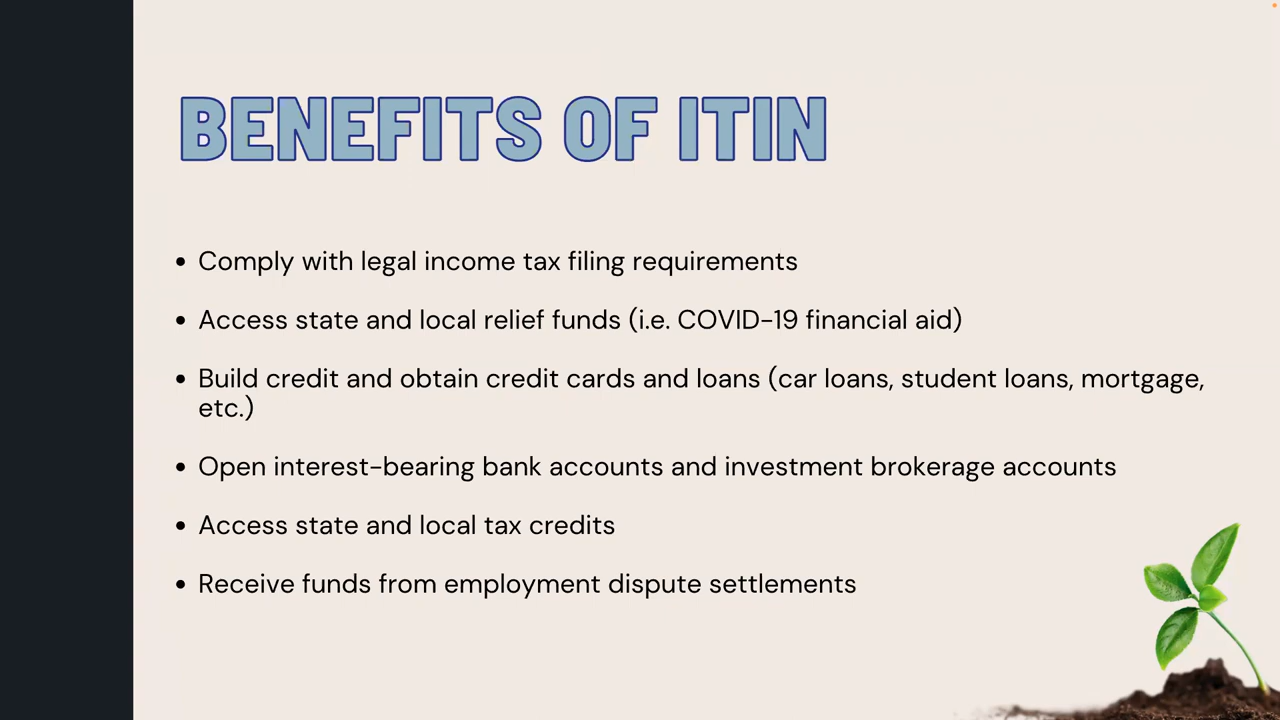 BENEFITS OF ITIN
• Comply with legal income tax filing requirements
• Access state and local relief funds (i.e. COVID-19 financial aid)
• Build credit and obtain credit cards and loans (car loans, student loans, mortgage,
etc.)
• Open interest-bearing bank accounts and investment brokerage accounts
• Access state and local tax credits
• Receive funds from employment dispute settlements